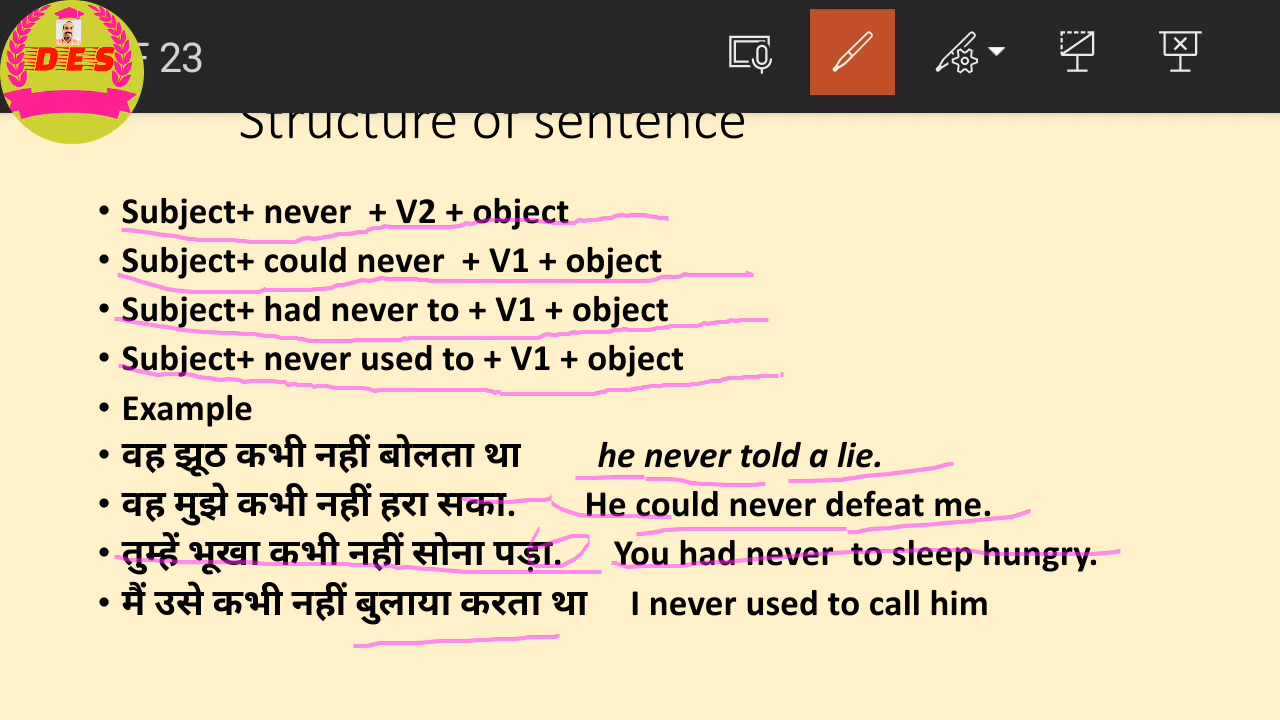 DES
F 23
Structure of sentence
• Subject+ never + V2 + object
• Subject+ could never + V1 + object
• Subject+ had never to + V1 + object
• Subject+ never used to + V1 + object
• Example
• वह झूठ कभी नहीं बोलता था he never told a lie.
• वह मुझे कभी नहीं हरा सका. He could never defeat me.
• तुम्हें भूखा कभी नहीं सोना पड़ा. You had never to sleep hungry.
• मैं उसे कभी नहीं बुलाया करता था I never used to call him